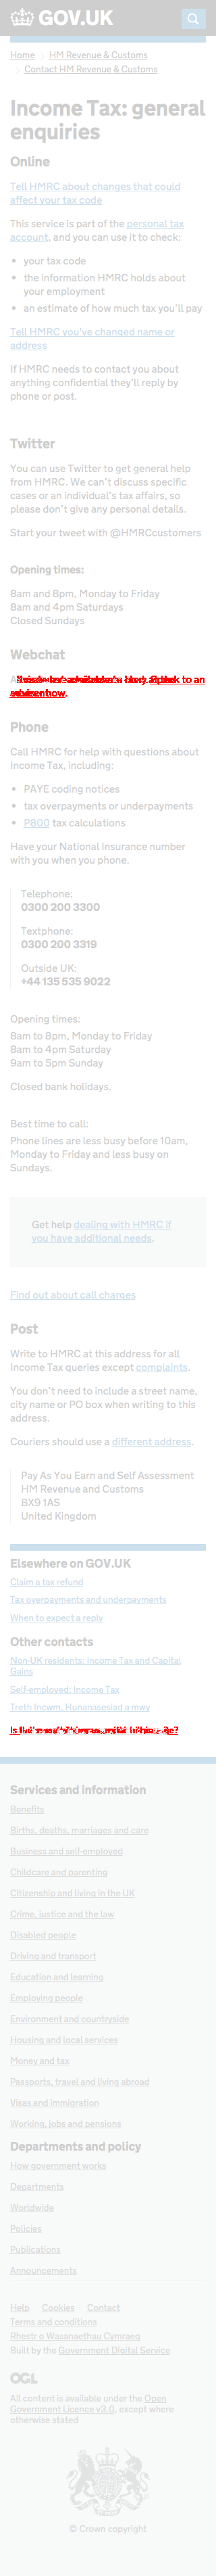 GOV.UK
Home
HM Revenue & Customs
Contact HM Revenue & Customs
Income Tax: general
enquiries
Online
Tell HMRC about changes that could
affect your tax code
This service is part of the personal tax
account, and you can use it to check:
your tax code
the information HMRC holds about
your employment
an estimate of how much tax you'll pay
Tell HMRC you've changed name or
address
If HMRC needs to contact you about
anything confidential they'll reply by
phone or post.
Twitter
You can use Twitter to get general help
from HMRC. We can't discuss specific
cases or an individual's tax affairs, so
please don't give any personal details.
Start your tweet with @HMRCcustomers
Opening times:
8am and 8pm, Monday to Friday
8am and 4pm Saturdays
Closed Sundays
Webchat
to an
now.
Phone
Call HMRC for help with questions about
Income Tax, including:
PAYE coding notices
tax overpayments or underpayments
P800 tax calculations
Have your National Insurance number
with you when you phone.
Telephone:
0300 200 3300
Textphone:
0300 200 3319
Outside UK:
+44 135 535 9022
Opening times:
8am to 8pm, Monday to Friday
8am to 4pm Saturday
9am to 5pm Sunday
Closed bank holidays.
Best time to call:
Phone lines are less busy before 10am,
Monday to Friday and less busy on
Sundays.
Get help dealing with HMRC if
you have additional needs.
Find out about call charges
Post
Write to HMRC at this address for all
Income Tax queries except complaints.
You don't need to include a street name,
city name or PO box when writing to this
address.
Couriers should use a different address.
Pay As You Earn and Self Assessment
HM Revenue and Customs
BX9 1AS
United Kingdom
Elsewhere on GOV.UK
Claim a tax refund
Tax overpayments and underpayments
When to expect a reply
Other contacts
Non-UK residents: Income Tax and Capital
Gains
Self-employed: Income Tax
Treth Incwm, Hunanasesiad a mwy
Is
Services and information
Benefits
Births, deaths, marriages and care
Business and self-employed
Childcare and parenting
Citizenship and living in the UK
Crime, justice and the law
Disabled people
Driving and transport
Education and learning
Employing people
Environment and countryside
Housing and local services
Money and tax
Passports, travel and living abroad
Visas and immigration
Working, jobs and pensions
Departments and policy
How government works
Departments
Worldwide
Policies
Publications
Announcements
Help Cookies Contact
Terms and conditions
Rhestr o Wasanaethau Cymraeg
Built by the Government Digital Service
OGL
All content is available under the Open
Government Licence v3.0, except where
otherwise stated
© Crown copyright